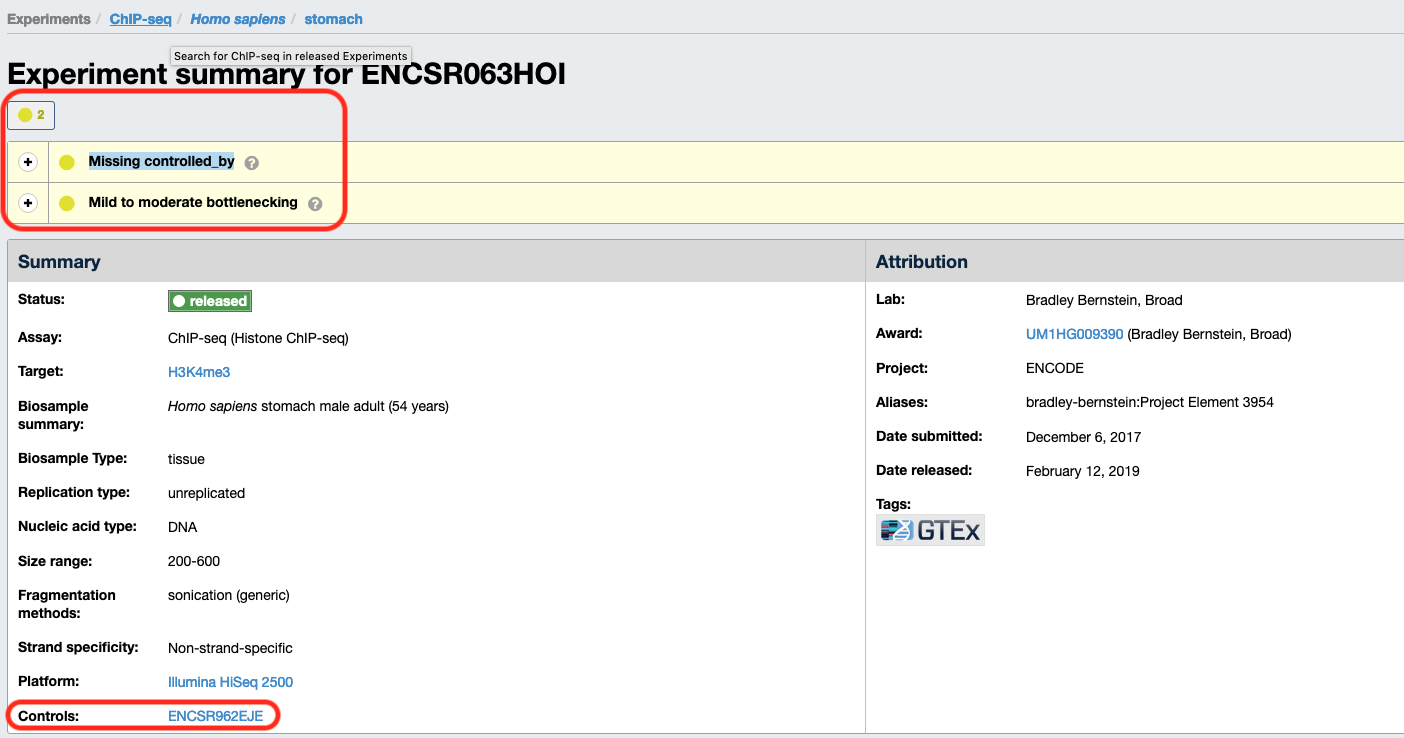 Experiments / ChIP-seq / Homo sapiens / stomach
Search for ChIP-seq in released Experiments
Experiment summary for ENCSR063HOI
2
+ Missing controlled_by ?
+ Mild to moderate bottlenecking ?
Summary
Status: released
Assay: ChIP-seq (Histone ChIP-seq)
Target: H3K4me3
Biosample
summary: Homo sapiens stomach male adult (54 years)
Biosample Type: tissue
Replication type: unreplicated
Nucleic acid type: DNA
Size range: 200-600
Fragmentation
methods: sonication (generic)
Strand specificity: Non-strand-specific
Platform: Illumina HiSeq 2500
Controls: ENCSR962EJE
Attribution
Lab: Bradley Bernstein, Broad
Award: UM1HG009390 (Bradley Bernstein, Broad)
Project: ENCODE
Aliases: bradley-bernstein:Project Element 3954
Date submitted: December 6, 2017
Date released: February 12, 2019
Tags:
GTEx